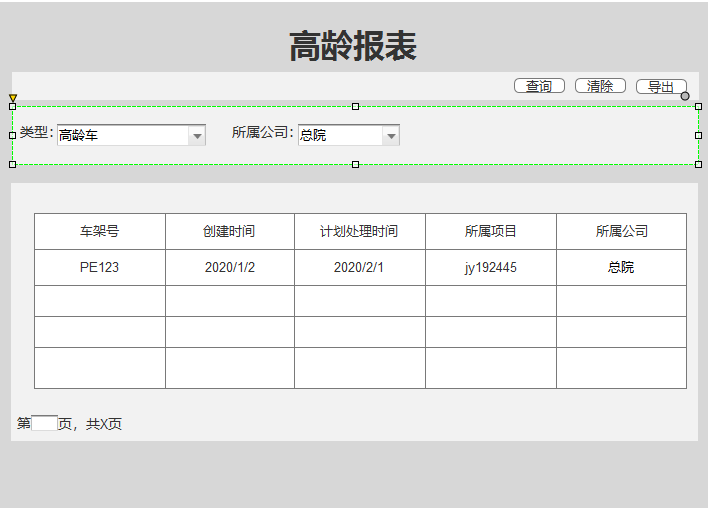 高龄报表
查询 清除 导出
类型： 高龄车 所属公司： 总院
车架号 创建时间 计划处理时间 所属项目 所属公司
PE123 2020/1/2 2020/2/1 jy192445 总院
第 页，共X页